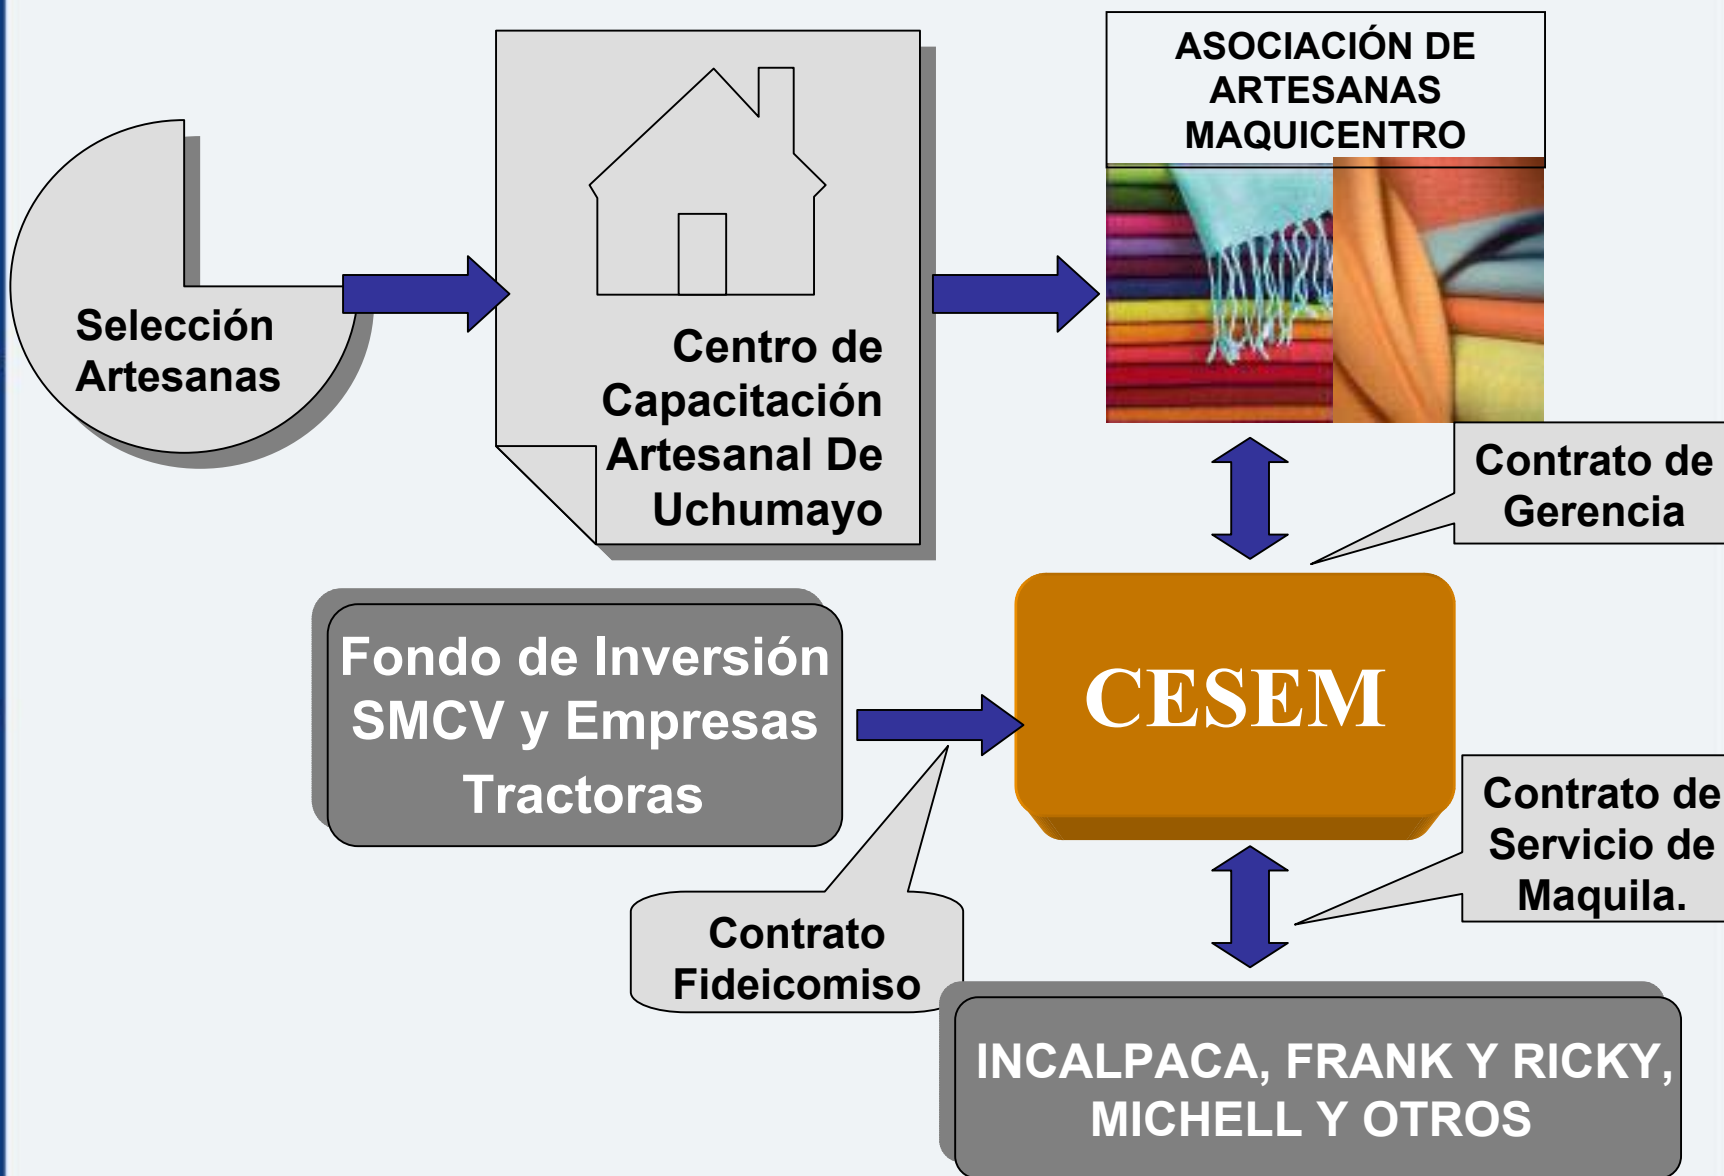 ASOCIACIÓN DE
ARTESANAS
MAQUICENTRO
Selección
Artesanas
Centro de
Capacitación
Artesanal De
Uchumayo
Contrato de
Gerencia
Fondo de Inversión
SMCV y Empresas
Tractoras
CESEM
Contrato de
Servicio de
Maquila.
Contrato
Fideicomiso
INCALPACA, FRANK Y RICKY,
MICHELL Y OTROS